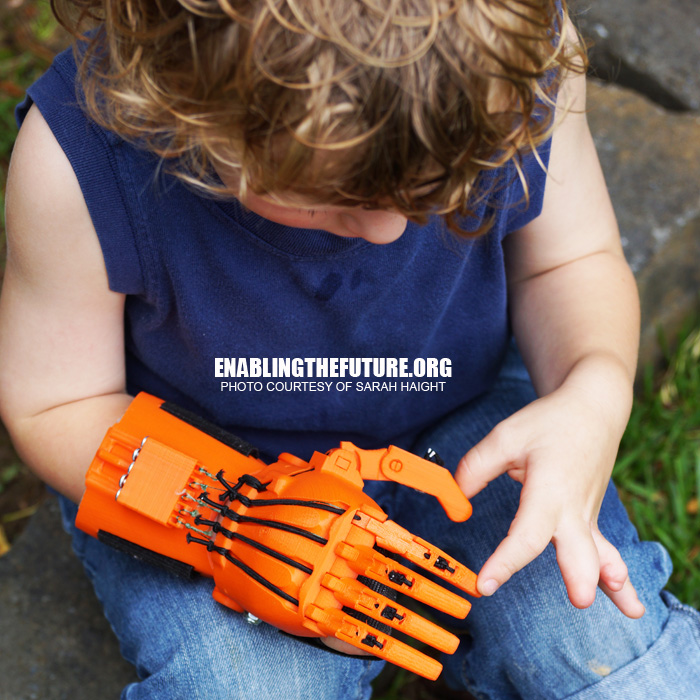 ENABLINGTHEFUTURE.ORG
PHOTO COURTESY OF SARAH HAIGHT